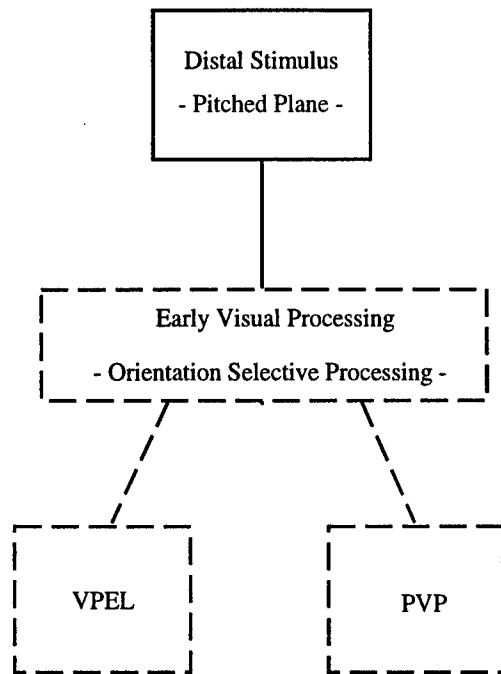 Distal Stimulus
- Pitched Plane -
Early Visual Processing
- Orientation Selective Processing -
VPEL
PVP